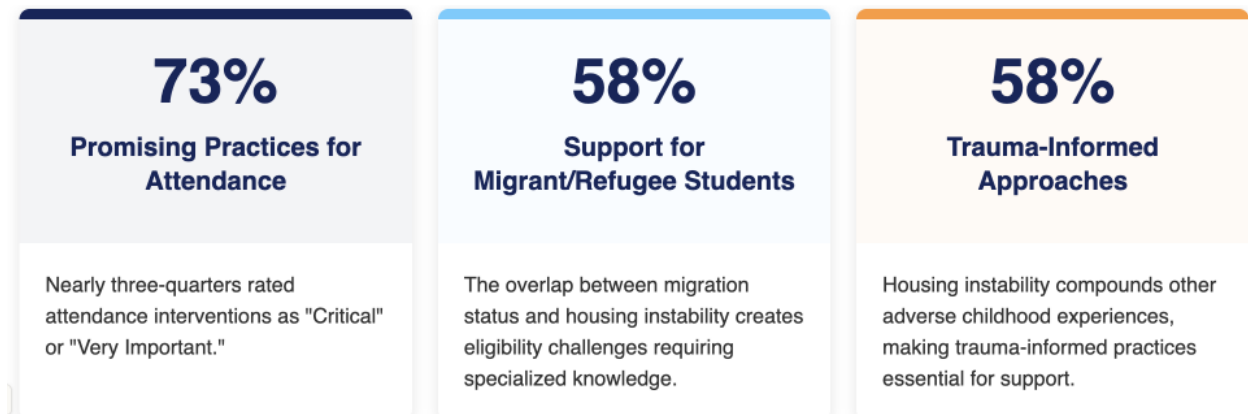 73%
Promising Practices for
Attendance
Nearly three-quarters rated
attendance interventions as "Critical"
or "Very Important."
58%
Support for
Migrant/Refugee Students
The overlap between migration
status and housing instability creates
eligibility challenges requiring
specialized knowledge.
58%
Trauma-Informed
Approaches
Housing instability compounds other
adverse childhood experiences,
making trauma-informed practices
essential for support.